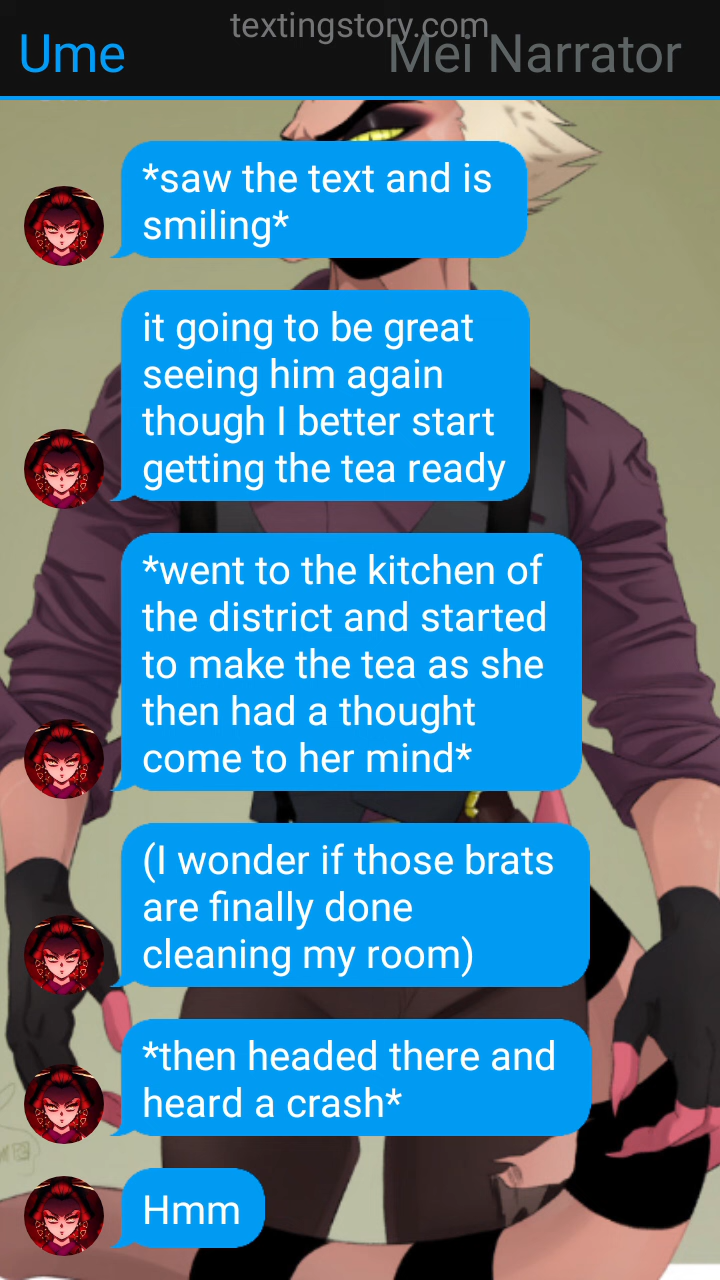 textingstory.com
Ume
Mei Narrator
*saw the text and is
smiling*
it going to be great
seeing him again
though I better start
getting the tea ready
*went to the kitchen of
the district and started
to make the tea as she
then had a thought
come to her mind*
(I wonder if those brats
are finally done
cleaning my room)
*then headed there and
heard a crash*
Hmm